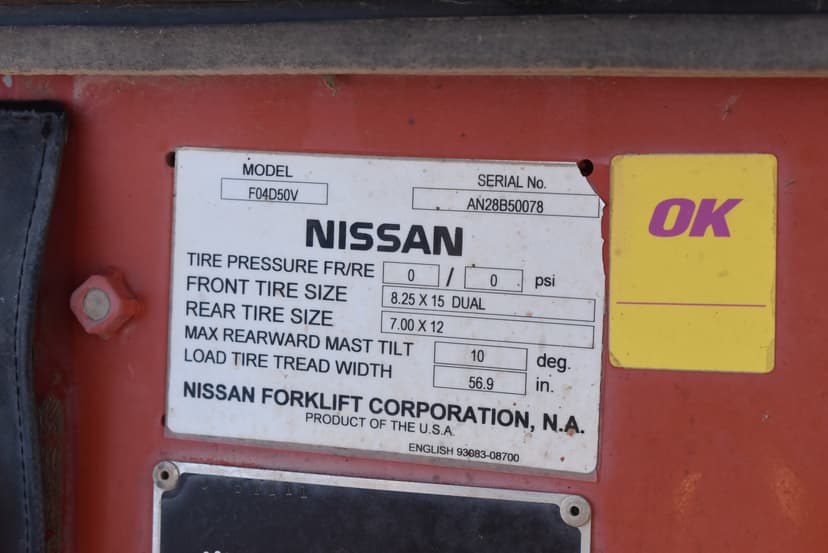 MODEL
F04D50V
SERIAL No.
AN28B50078
NISSAN
TIRE PRESSURE FR/RE 0 / 0 psi
FRONT TIRE SIZE 8.25 X 15 DUAL
REAR TIRE SIZE 7.00 X 12
MAX REARWARD MAST TILT 10 deg.
LOAD TIRE TREAD WIDTH 56.9 in.
NISSAN FORKLIFT CORPORATION, N.A.
PRODUCT OF THE U.S.A.
ENGLISH 93083-08700
OK